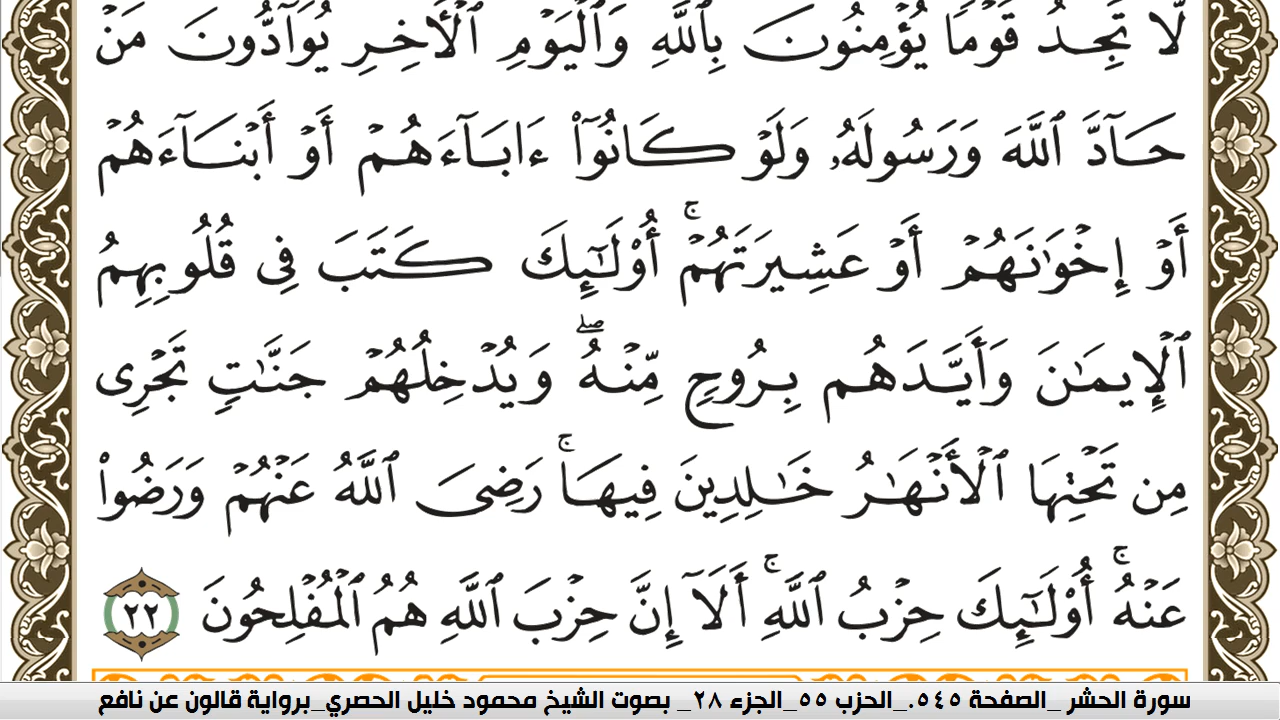 لَّا تَجِدُ قَوْمًا يُؤْمِنُونَ بِٱللَّهِ وَٱلْيَوْمِ ٱلْأَخِرِ يُوَآدُّونَ مَنْ
حَآدَّ ٱللَّهَ وَرَسُولَهُۥ وَلَوْ كَانُوٓا۟ ءَابَآءَهُمْ أَوْ أَبْنَآءَهُمْ
أَوْ إِخْوَٰنَهُمْ أَوْ عَشِيرَتَهُمْۚ أُو۟لَٰٓئِكَ كَتَبَ فِى قُلُوبِهِمُ
ٱلْإِيمَٰنَ وَأَيَّدَهُم بِرُوحٍ مِّنْهُۖ وَيُدْخِلُهُمْ جَنَّٰتٍ تَجْرِى
مِن تَحْتِهَا ٱلْأَنْهَٰرُ خَٰلِدِينَ فِيهَاۚ رَضِىَ ٱللَّهُ عَنْهُمْ وَرَضُوا۟
عَنْهُۚ أُو۟لَٰٓئِكَ حِزْبُ ٱللَّهِۚ أَلَآ إِنَّ حِزْبَ ٱللَّهِ هُمُ ٱلْمُفْلِحُونَ ٢٢
سورة الحشر _الصفحة ٥٤٥._الحزب ٥٥_الجزء ٢٨_ بصوت الشيخ محمود خليل الحصري_برواية قالون عن نافع